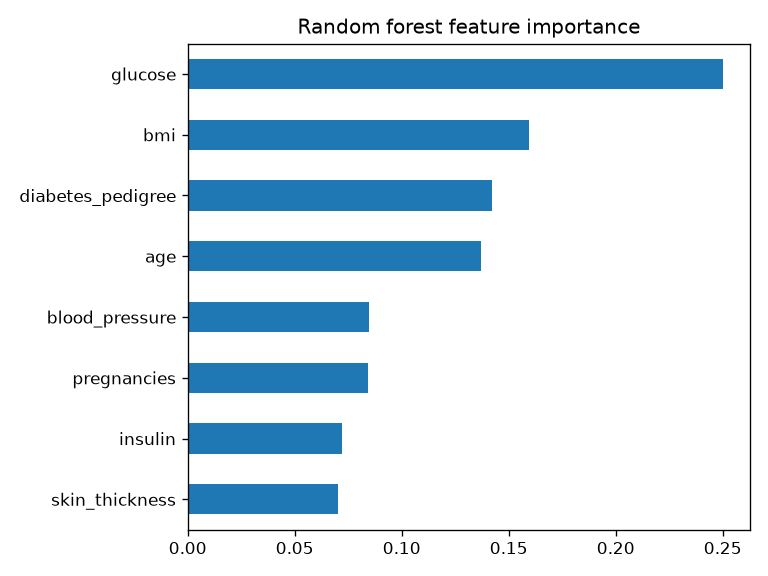 Random forest feature importance
glucose
bmi
diabetes_pedigree
age
blood_pressure
pregnancies
insulin
skin_thickness
0.00 0.05 0.10 0.15 0.20 0.25